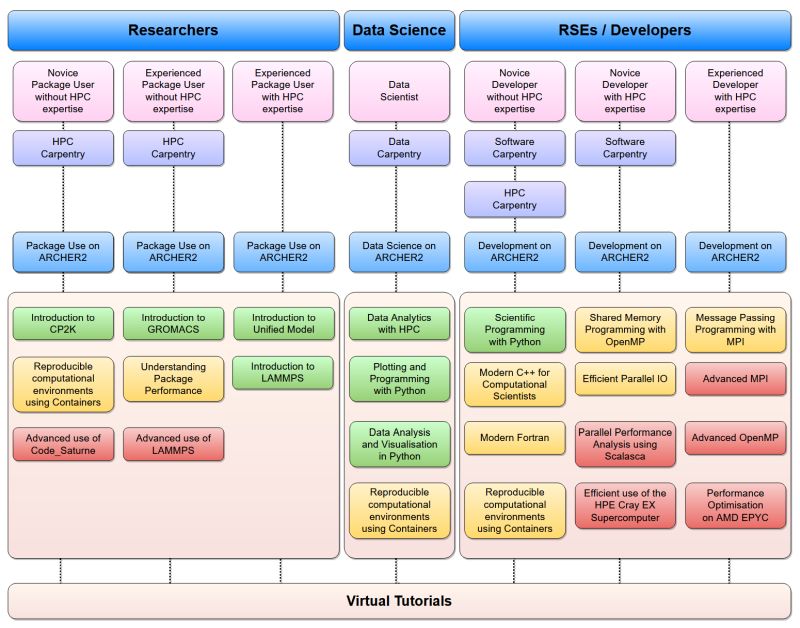 Researchers
Data Science
RSEs / Developers
Novice
Package User
without HPC
expertise
Experienced
Package User
without HPC
expertise
Experienced
Package User
with HPC
expertise
Data
Scientist
Novice
Developer
without HPC
expertise
Novice
Developer
with HPC
expertise
Experienced
Developer
with HPC
expertise
HPC
Carpentry
HPC
Carpentry
Data
Carpentry
Software
Carpentry
Software
Carpentry
HPC
Carpentry
Package Use on
ARCHER2
Package Use on
ARCHER2
Package Use on
ARCHER2
Data Science on
ARCHER2
Development on
ARCHER2
Development on
ARCHER2
Development on
ARCHER2
Introduction to
CP2K
Introduction to
GROMACS
Introduction to
Unified Model
Reproducible
computational
environments
using Containers
Understanding
Package
Performance
Introduction to
LAMMPS
Advanced use of
Code_Saturne
Advanced use of
LAMMPS
Data Analytics
with HPC
Plotting and
Programming
with Python
Data Analysis
and Visualisation
in Python
Reproducible
computational
environments
using Containers
Scientific
Programming
with Python
Shared Memory
Programming with
OpenMP
Message Passing
Programming with
MPI
Modern C++ for
Computational
Scientists
Efficient Parallel IO
Advanced MPI
Modern Fortran
Parallel Performance
Analysis using
Scalasca
Advanced OpenMP
Reproducible
computational
environments
using Containers
Efficient use of the
HPE Cray EX
Supercomputer
Performance
Optimisation
on AMD EPYC
Virtual Tutorials